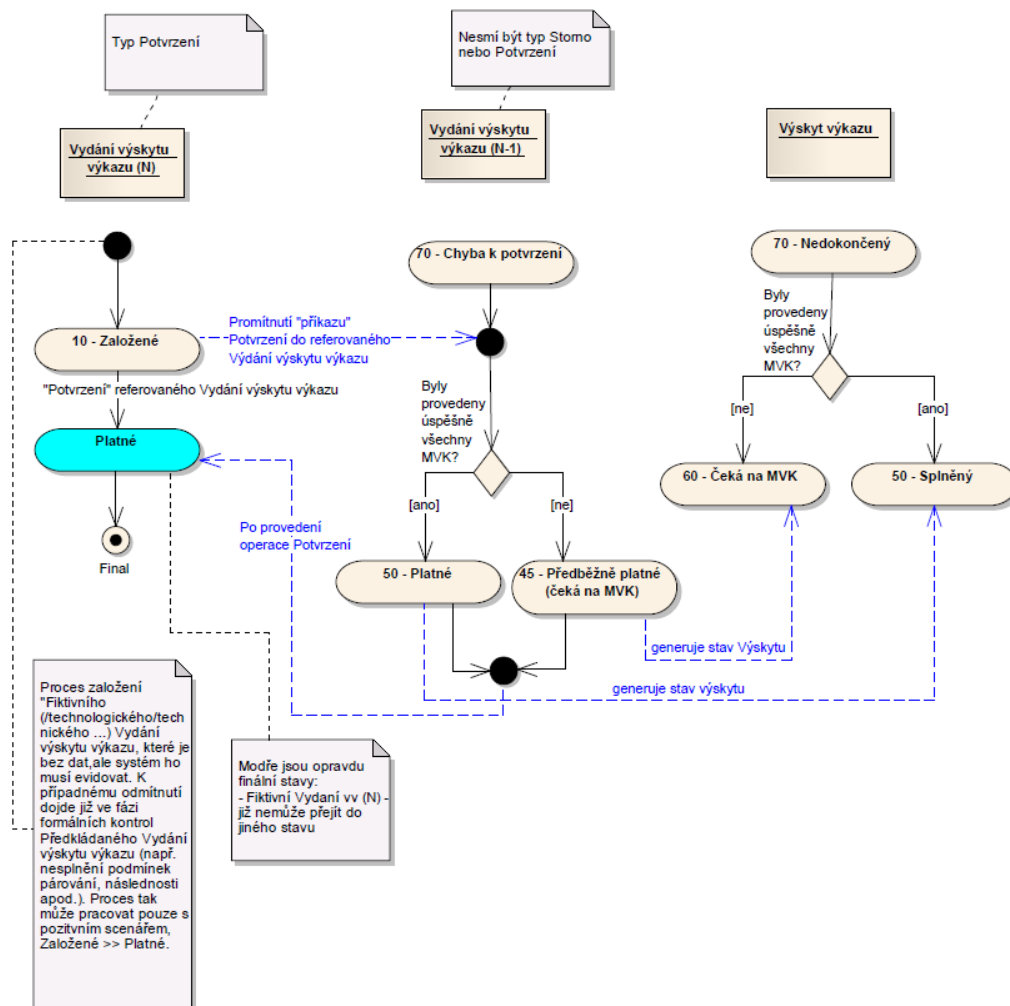 Typ Potvrzení
Nesmí být typ Storno
nebo Potvrzení
Vydání výskytu
výkazu (N)
Vydání výskytu
výkazu (N-1)
Výskyt výkazu
70 - Chyba k potvrzení
70 - Nedokončený
10 - Založené
Promítnutí "příkazu"
Potvrzení do referovaného
Výdání výskytu výkazu
Byly
provedeny
úspěšně
všechny
MVK?
"Potvrzení" referovaného Vydání výskytu výkazu
Byly
provedeny
úspěšně
všechny
MVK?
[ne]
[ano]
Platné
60 - Čeká na MVK
50 - Splněný
[ano]
[ne]
Po provedení
operace Potvrzení
Final
50 - Platné
45 - Předběžně platné
(čeká na MVK)
generuje stav Výskytu
generuje stav výskytu
Proces založení
"Fiktivního
(/technologického/tech
nického ...) Vydání
výskytu výkazu, které je
bez dat,ale systém ho
musí evidovat. K
případnému odmítnutí
dojde již ve fázi
formálních kontrol
Předkládaného Vydání
výskytu výkazu (např.
nesplnění podmínek
párování, následnosti
apod.). Proces tak
může pracovat pouze s
pozitvním scenářem,
Založené >> Platné.
Modře jsou opravdu
finální stavy:
- Fiktivní Vydaní vv (N) -
již nemůže přejít do
jiného stavu